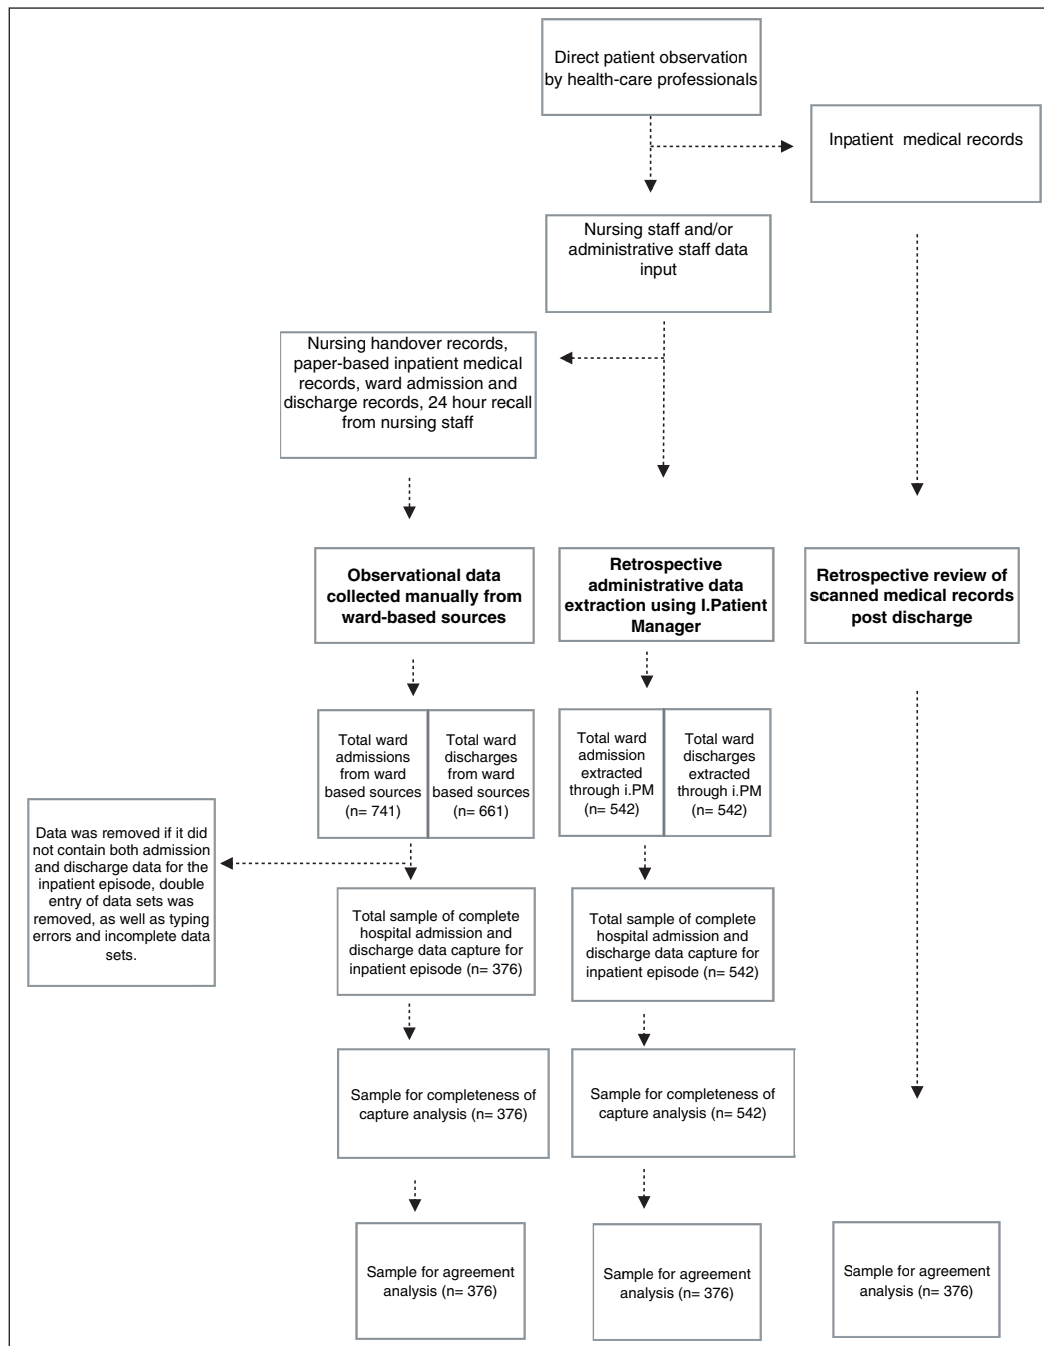 Direct patient observation
by health-care professionals
Inpatient medical records
Nursing staff and/or
administrative staff data
input
Nursing handover records,
paper-based inpatient medical
records, ward admission and
discharge records, 24 hour recall
from nursing staff
Observational data
collected manually from
ward-based sources
Retrospective
administrative data
extraction using I.Patient
Manager
Retrospective review of
scanned medical records
post discharge
Total ward
admissions
from ward
based sources
(n= 741)
Total ward
discharges
from ward
based sources
(n= 661)
Total ward
admission
extracted
through i.PM
(n= 542)
Total ward
discharges
extracted
through i.PM
(n= 542)
Data was removed if it did
not contain both admission
and discharge data for the
inpatient episode, double
entry of data sets was
removed, as well as typing
errors and incomplete data
sets.
Total sample of complete
hospital admission and
discharge data capture for
inpatient episode (n= 376)
Total sample of complete
hospital admission and
discharge data capture for
inpatient episode (n= 542)
Sample for completeness of
capture analysis (n= 376)
Sample for completeness of
capture analysis (n= 542)
Sample for agreement
analysis (n= 376)
Sample for agreement
analysis (n= 376)
Sample for agreement
analysis (n= 376)